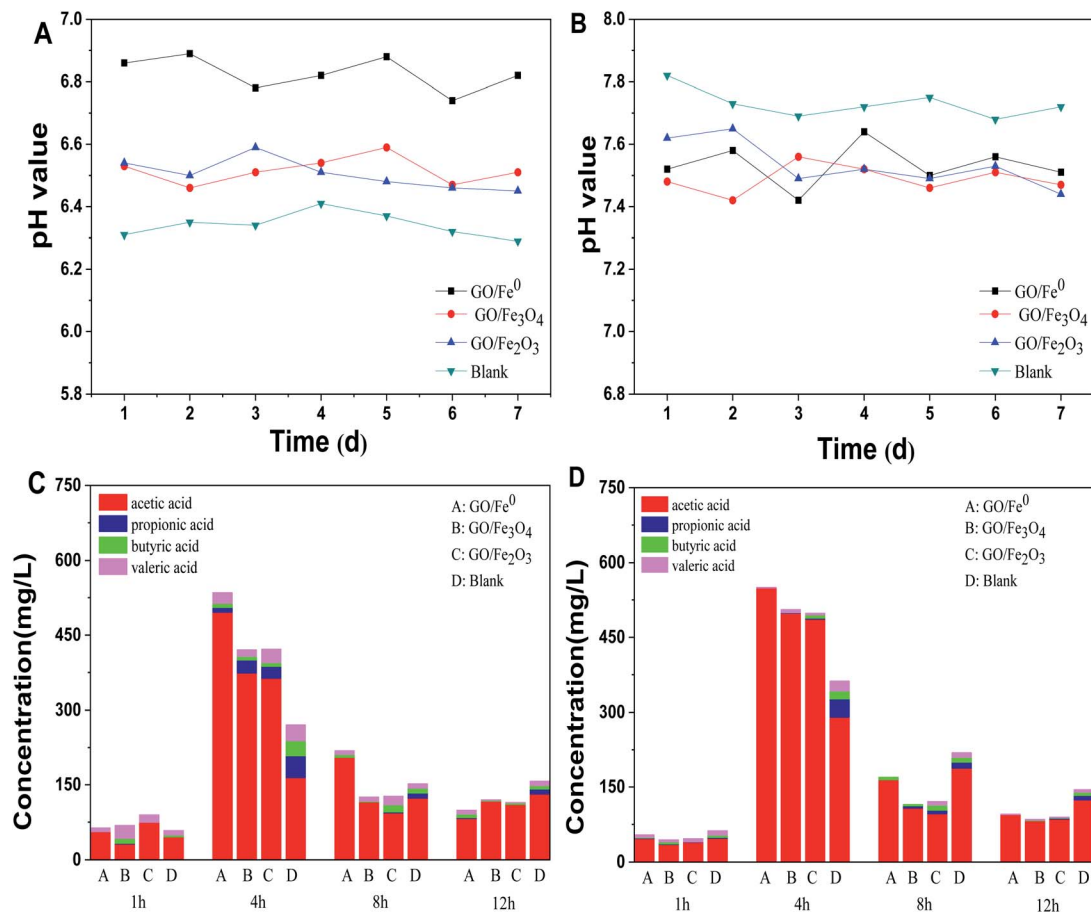 A
7.0
6.8
6.6
6.4
6.2
6.0
5.8
pH value
GO/Fe⁰
GO/Fe₃O₄
GO/Fe₂O₃
Blank
1 2 3 4 5 6 7
Time (d)
B
8.0
7.8
7.6
7.4
7.2
7.0
6.8
pH value
GO/Fe⁰
GO/Fe₃O₄
GO/Fe₂O₃
Blank
1 2 3 4 5 6 7
Time (d)
C
750
600
450
300
150
0
Concentration(mg/L)
acetic acid
propionic acid
butyric acid
valeric acid
A: GO/Fe⁰
B: GO/Fe₃O₄
C: GO/Fe₂O₃
D: Blank
A B C D A B C D A B C D A B C D
1h 4h 8h 12h
D
750
600
450
300
150
0
Concentration(mg/L)
acetic acid
propionic acid
butyric acid
valeric acid
A: GO/Fe⁰
B: GO/Fe₃O₄
C: GO/Fe₂O₃
D: Blank
A B C D A B C D A B C D A B C D
1h 4h 8h 12h